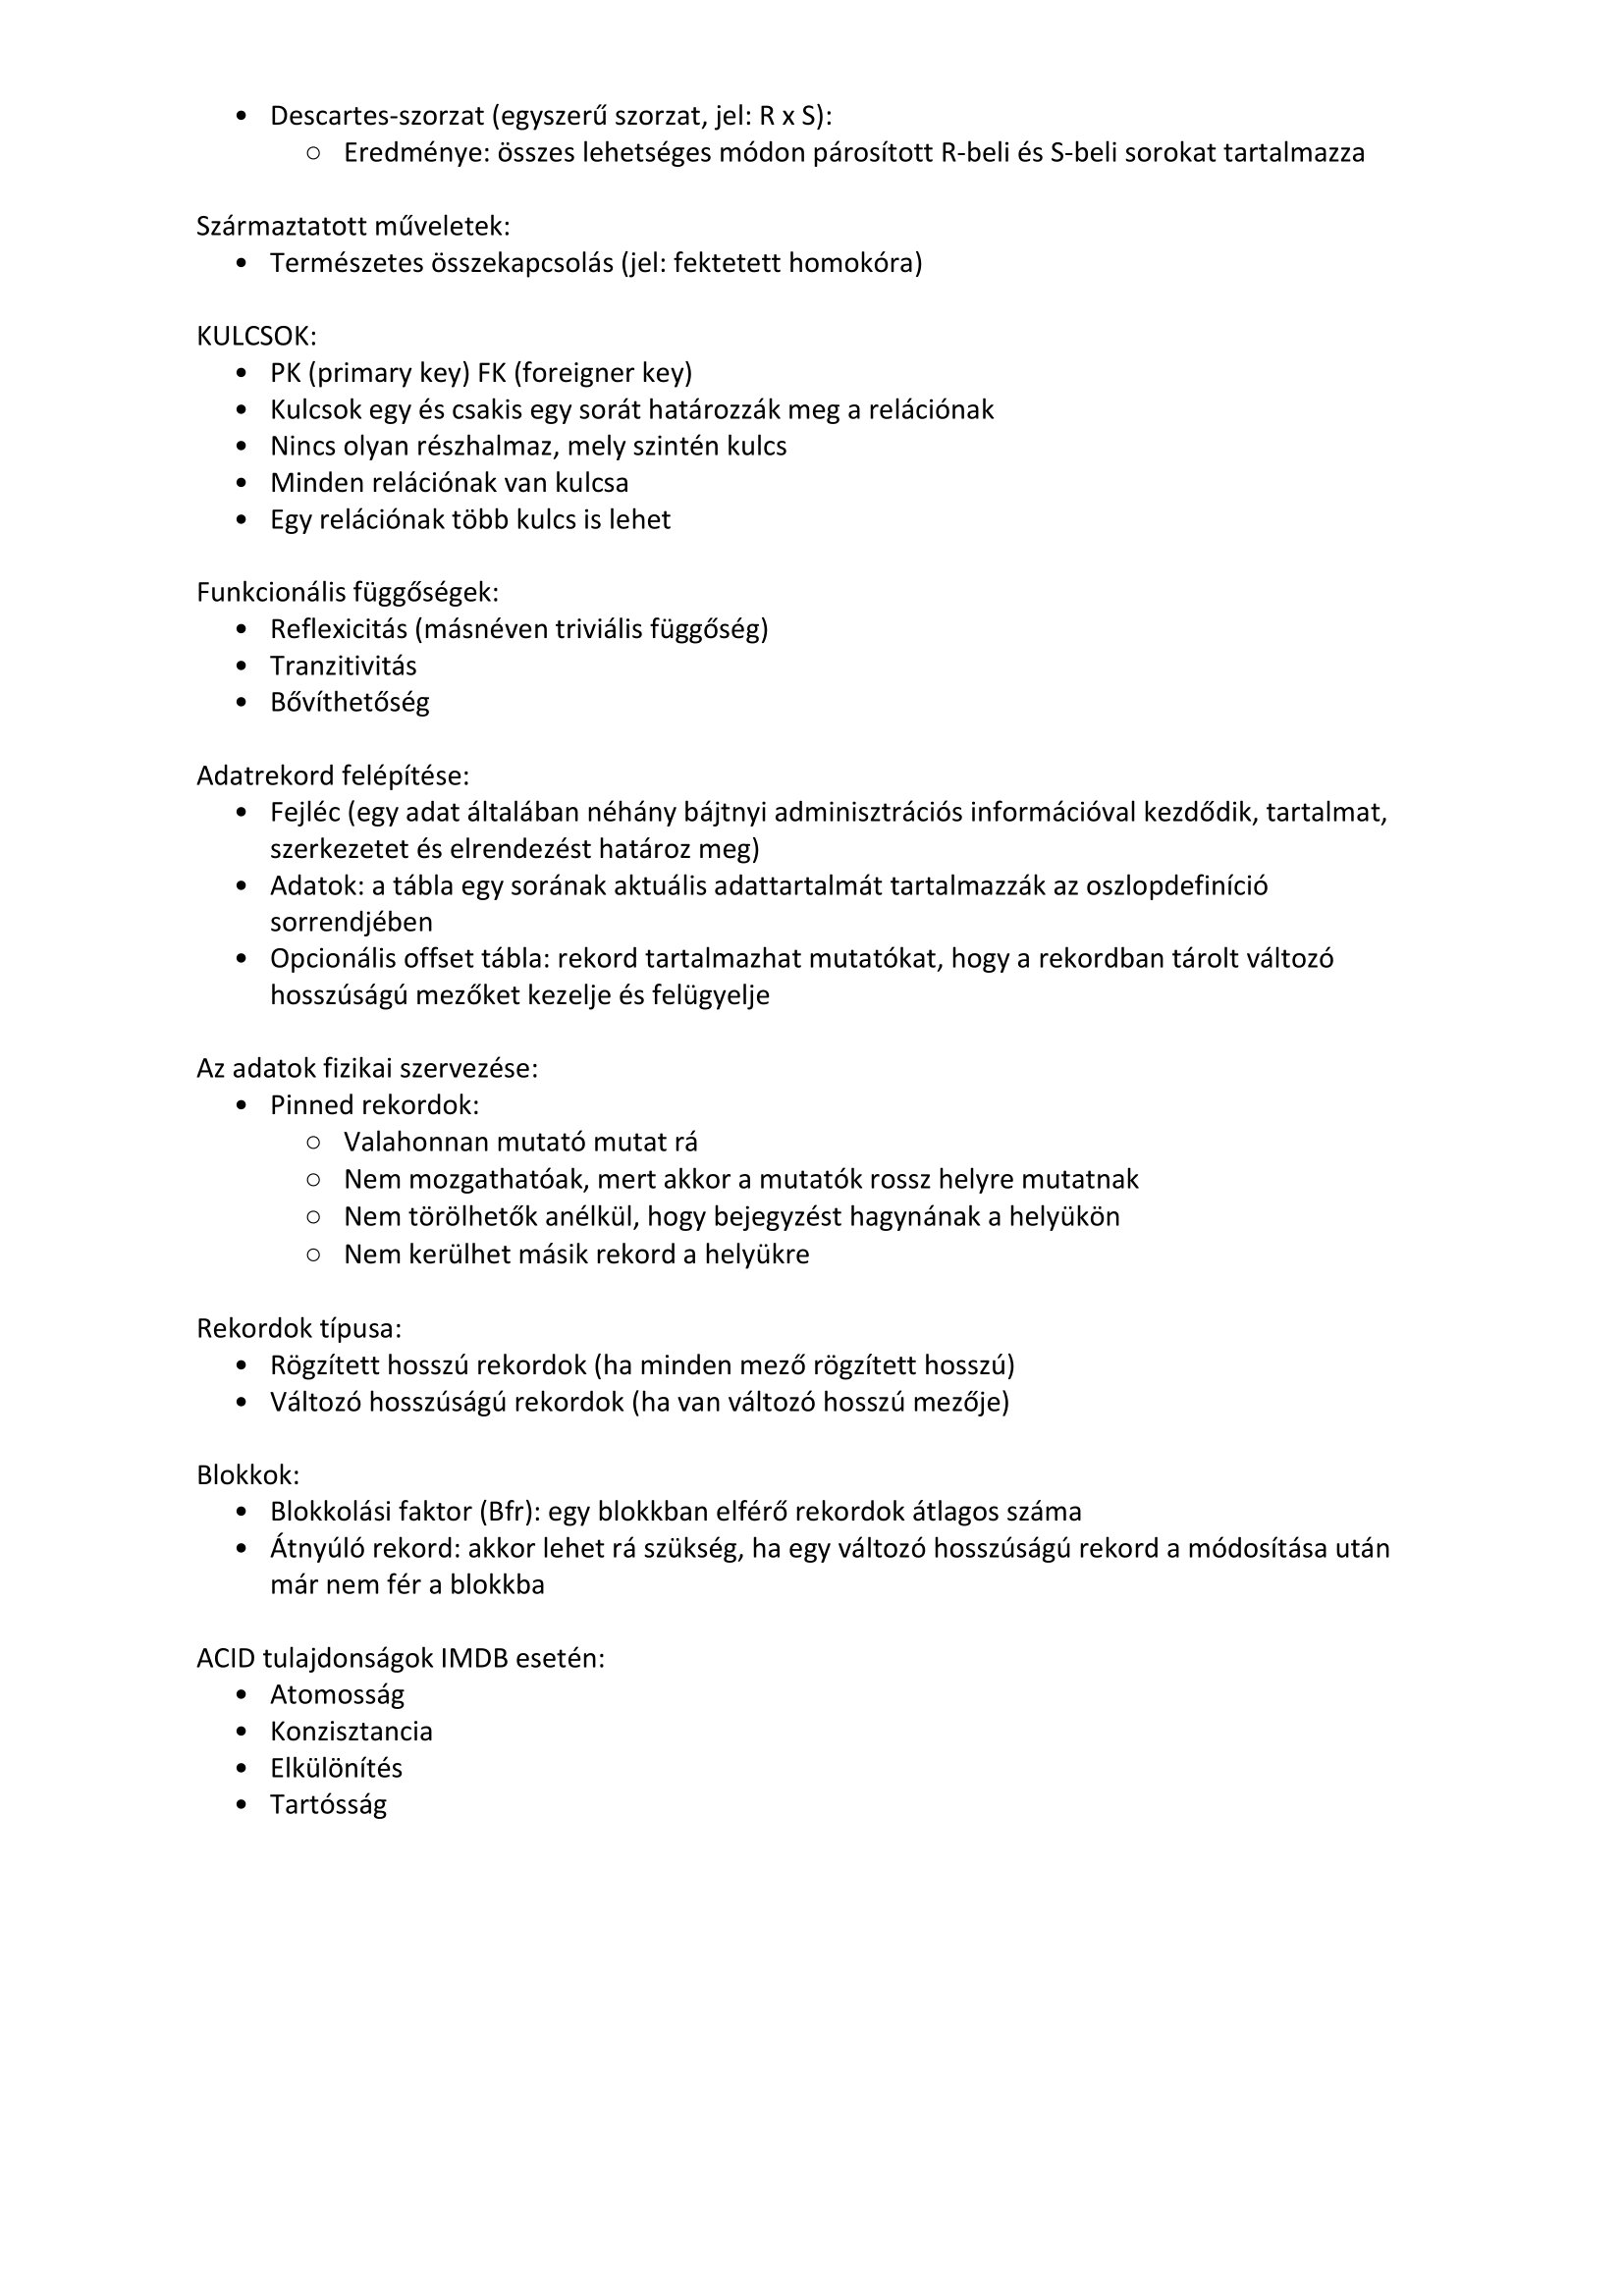 • Descartes-szorzat (egyszerű szorzat, jel: R x S):
○ Eredménye: összes lehetséges módon párosított R-beli és S-beli sorokat tartalmazza
Származtatott műveletek:
• Természetes összekapcsolás (jel: fektetett homokóra)
KULCSOK:
• PK (primary key) FK (foreigner key)
• Kulcsok egy és csakis egy sorát határozzák meg a relációnak
• Nincs olyan részhalmaz, mely szintén kulcs
• Minden relációnak van kulcsa
• Egy relációnak több kulcs is lehet
Funkcionális függőségek:
• Reflexicitás (másnéven triviális függőség)
• Tranzitivitás
• Bővíthetőség
Adatrekord felépítése:
• Fejléc (egy adat általában néhány bájtnyi adminisztrációs információval kezdődik, tartalmat,
szerkezetet és elrendezést határoz meg)
• Adatok: a tábla egy sorának aktuális adattartalmát tartalmazzák az oszlopdefiníció
sorrendjében
• Opcionális offset tábla: rekord tartalmazhat mutatókat, hogy a rekordban tárolt változó
hosszúságú mezőket kezelje és felügyelje
Az adatok fizikai szervezése:
• Pinned rekordok:
○ Valahonnan mutató mutat rá
○ Nem mozgathatóak, mert akkor a mutatók rossz helyre mutatnak
○ Nem törölhetők anélkül, hogy bejegyzést hagynának a helyükön
○ Nem kerülhet másik rekord a helyükre
Rekordok típusa:
• Rögzített hosszú rekordok (ha minden mező rögzített hosszú)
• Változó hosszúságú rekordok (ha van változó hosszú mezője)
Blokkok:
• Blokkolási faktor (Bfr): egy blokkban elférő rekordok átlagos száma
• Átnyúló rekord: akkor lehet rá szükség, ha egy változó hosszúságú rekord a módosítása után
már nem fér a blokkba
ACID tulajdonságok IMDB esetén:
• Atomosság
• Konzisztancia
• Elkülönítés
• Tartósság